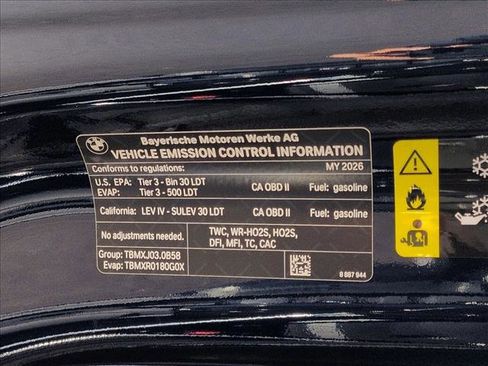 Bayerische Motoren Werke AG
VEHICLE EMISSION CONTROL INFORMATION
Conforms to regulations: MY 2026
U.S. EPA: Tier 3 - Bin 30 LDT CA OBD II Fuel: gasoline
EVAP: Tier 3 - 500 LDT
California: LEV IV - SULEV 30 LDT CA OBD II Fuel: gasoline
No adjustments needed. TWC, WR-HO2S, HO2S,
DFI, MFI, TC, CAC
Group: TBMXJ03.0B58
Evap: TBMXR0180G0X
8 887 944